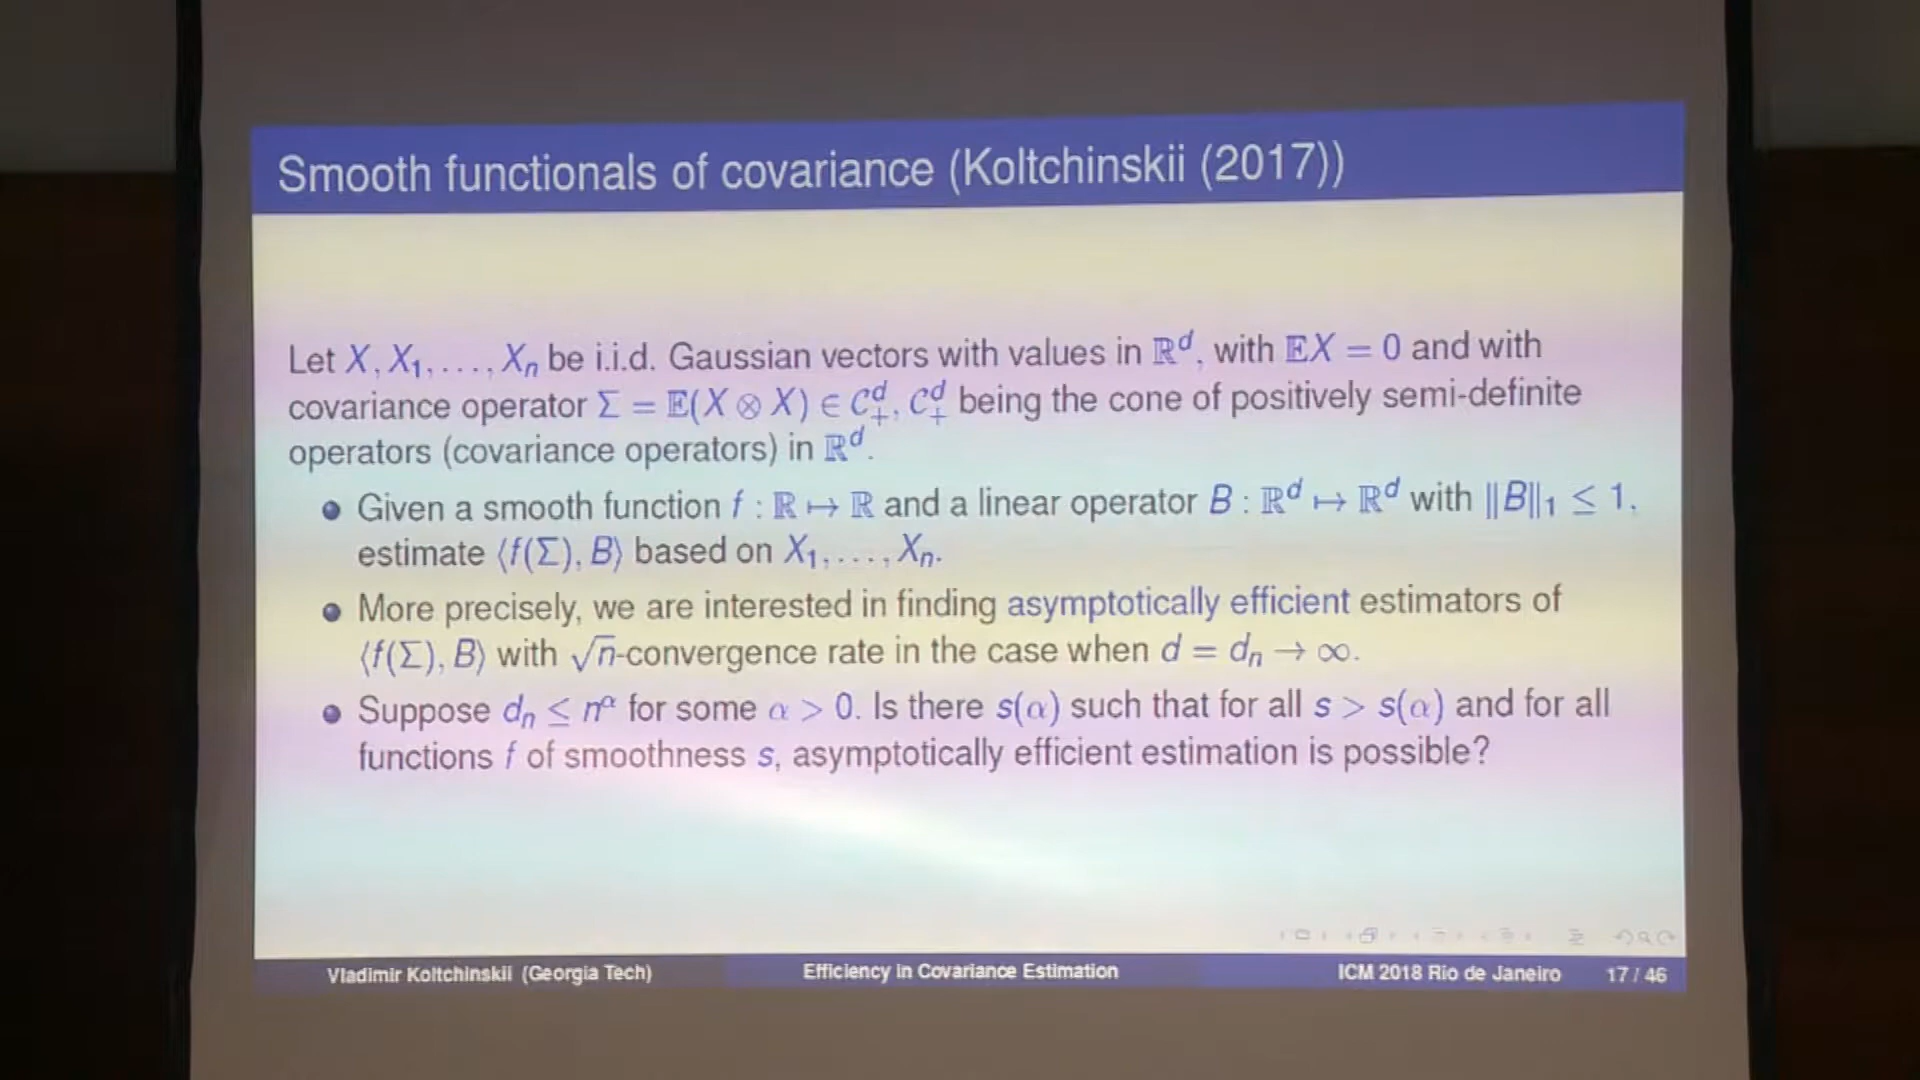 Smooth functionals of covariance (Koltchinskii (2017))
Let X, X₁, . . . , Xₙ be i.i.d. Gaussian vectors with values in ℝᵈ, with 𝔼X = 0 and with
covariance operator Σ = 𝔼(X ⊗ X) ∈ 𝒞₊ᵈ, 𝒞₊ᵈ being the cone of positively semi-definite
operators (covariance operators) in ℝᵈ.
Given a smooth function f : ℝ ↦ ℝ and a linear operator B : ℝᵈ ↦ ℝᵈ with ‖B‖₁ ≤ 1,
estimate ⟨f(Σ), B⟩ based on X₁, . . . , Xₙ.
More precisely, we are interested in finding asymptotically efficient estimators of
⟨f(Σ), B⟩ with √n-convergence rate in the case when d = dₙ → ∞.
Suppose dₙ ≤ nᵅ for some α > 0. Is there s(α) such that for all s > s(α) and for all
functions f of smoothness s, asymptotically efficient estimation is possible?
Vladimir Koltchinskii (Georgia Tech) Efficiency in Covariance Estimation ICM 2018 Rio de Janeiro 17 / 46